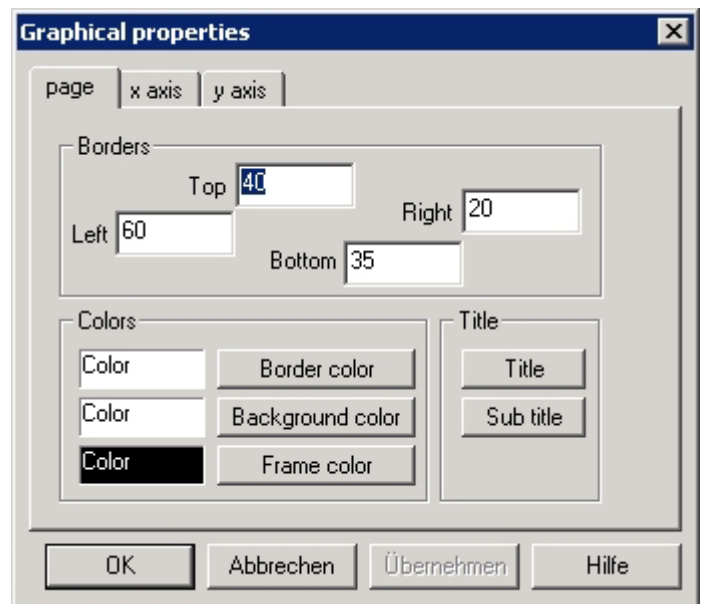 Graphical properties
page x axis y axis
Borders
Top 40
Right 20
Left 60
Bottom 35
Colors
Color Border color
Color Background color
Color Frame color
Title
Title
Sub title
OK Abbrechen Übernehmen Hilfe